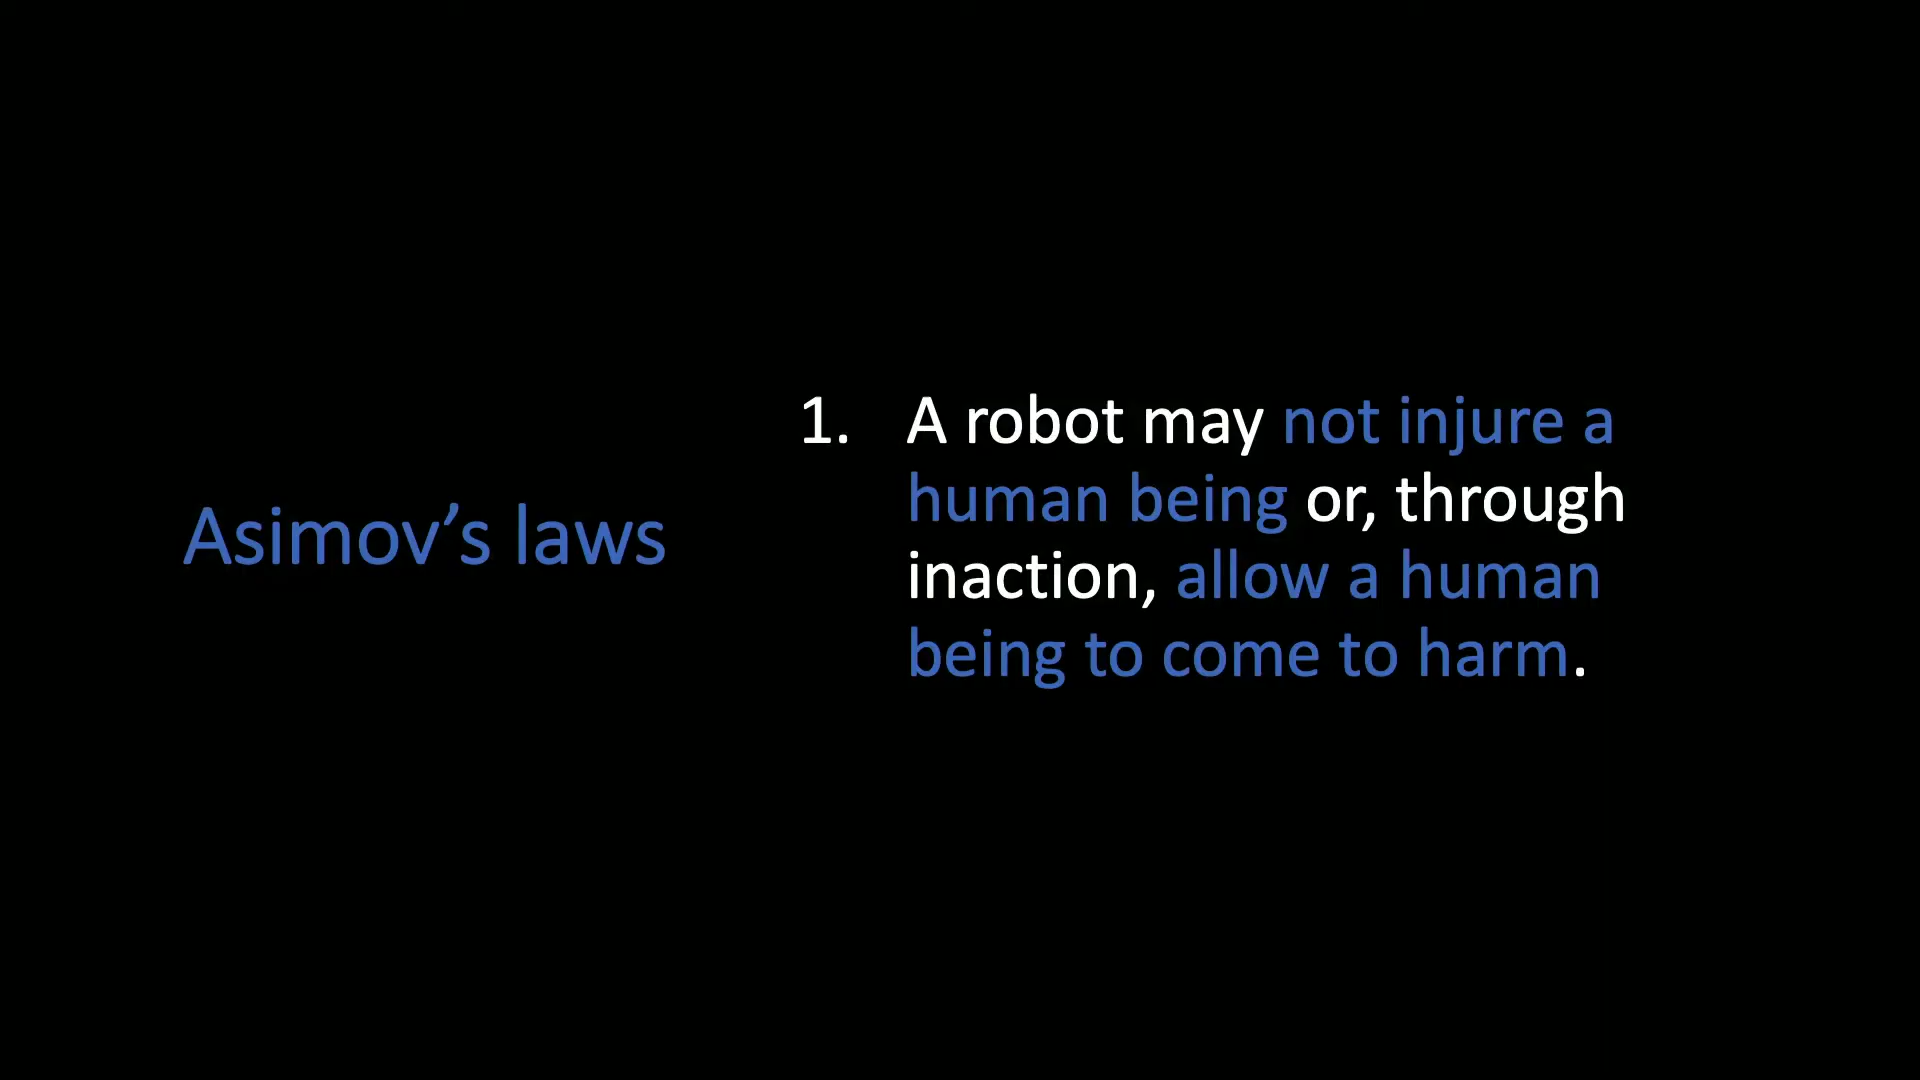 Asimov’s laws
1. A robot may not injure a
human being or, through
inaction, allow a human
being to come to harm.